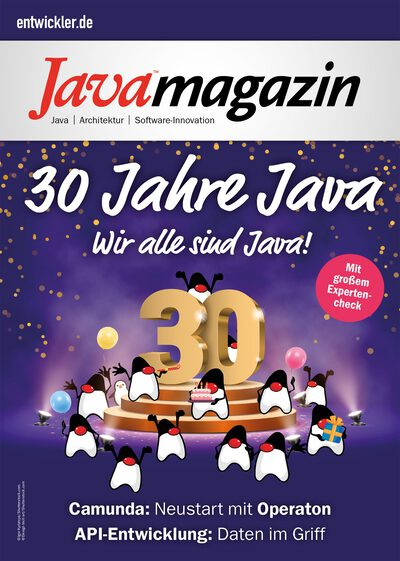 entwickler.de
Javamagazin
Java | Architektur | Software-Innovation
30 Jahre Java
Wir alle sind Java!
Mit
großem
Experten-
check
30
Camunda: Neustart mit Operaton
API-Entwicklung: Daten im Griff